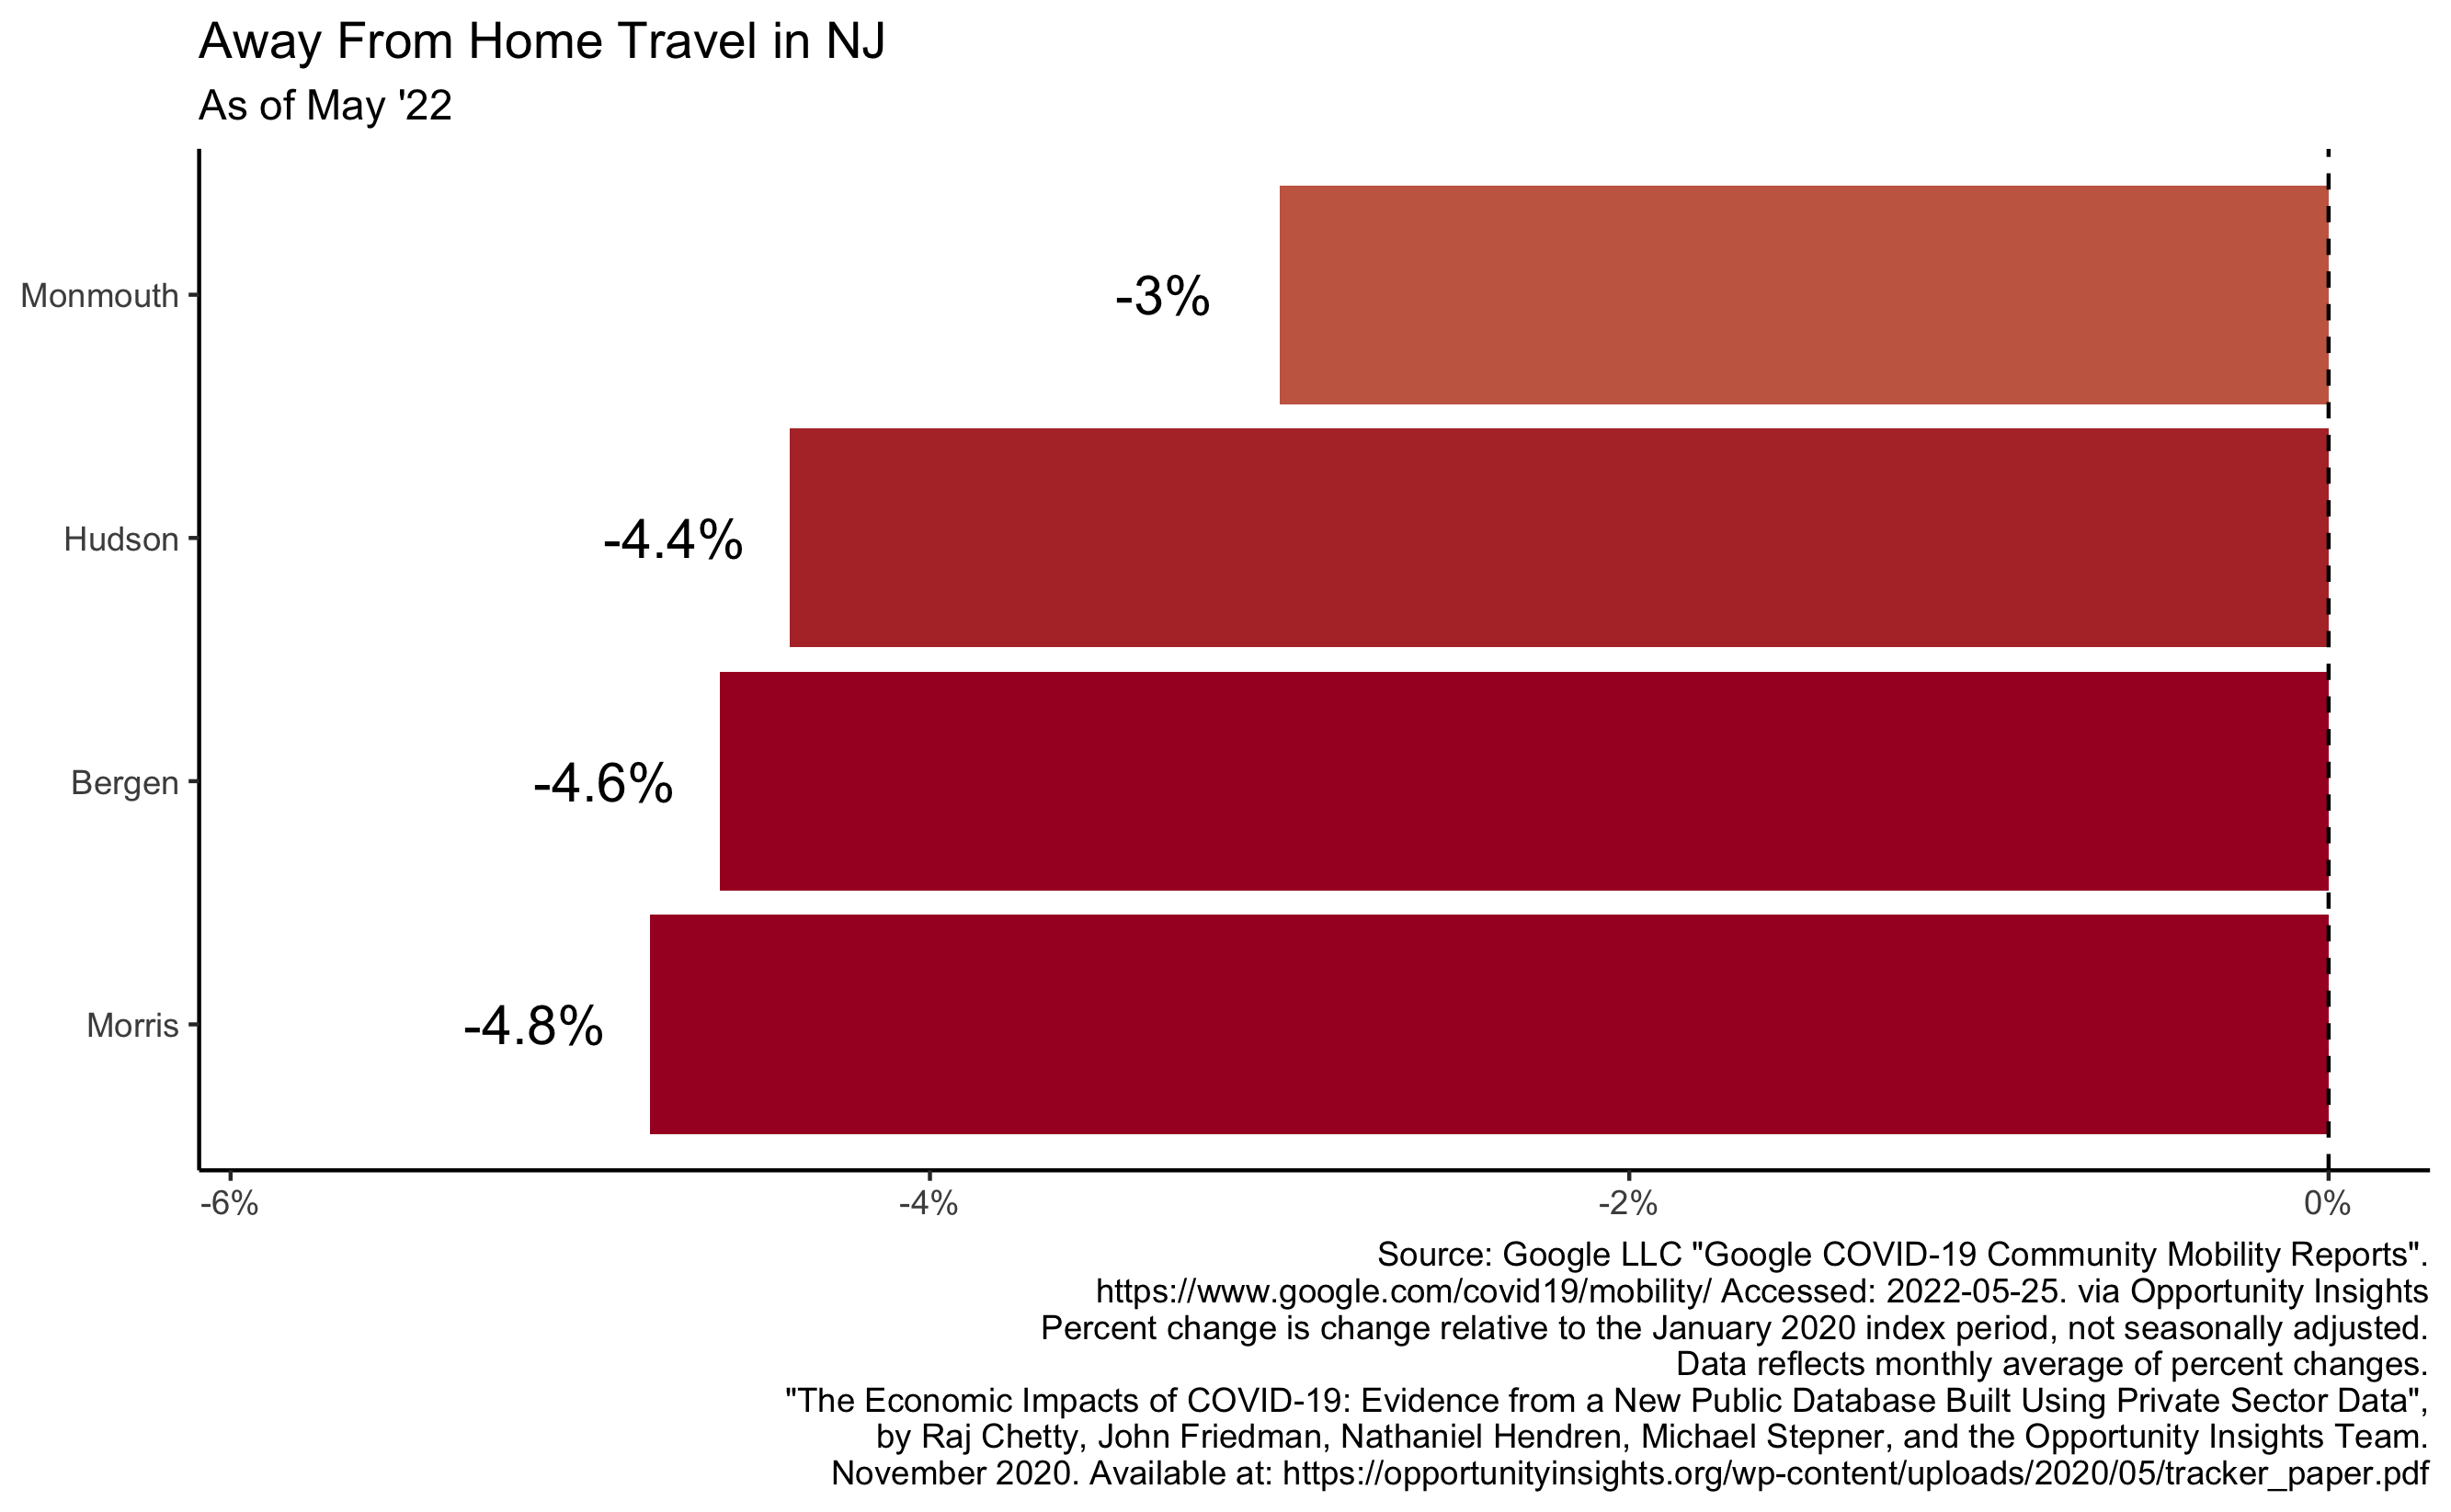 Away From Home Travel in NJ
As of May '22
Monmouth
-3%
Hudson
-4.4%
Bergen
-4.6%
Morris
-4.8%
-6% -4% -2% 0%
Source: Google LLC "Google COVID-19 Community Mobility Reports".
https://www.google.com/covid19/mobility/ Accessed: 2022-05-25. via Opportunity Insights
Percent change is change relative to the January 2020 index period, not seasonally adjusted.
Data reflects monthly average of percent changes.
"The Economic Impacts of COVID-19: Evidence from a New Public Database Built Using Private Sector Data",
by Raj Chetty, John Friedman, Nathaniel Hendren, Michael Stepner, and the Opportunity Insights Team.
November 2020. Available at: https://opportunityinsights.org/wp-content/uploads/2020/05/tracker_paper.pdf